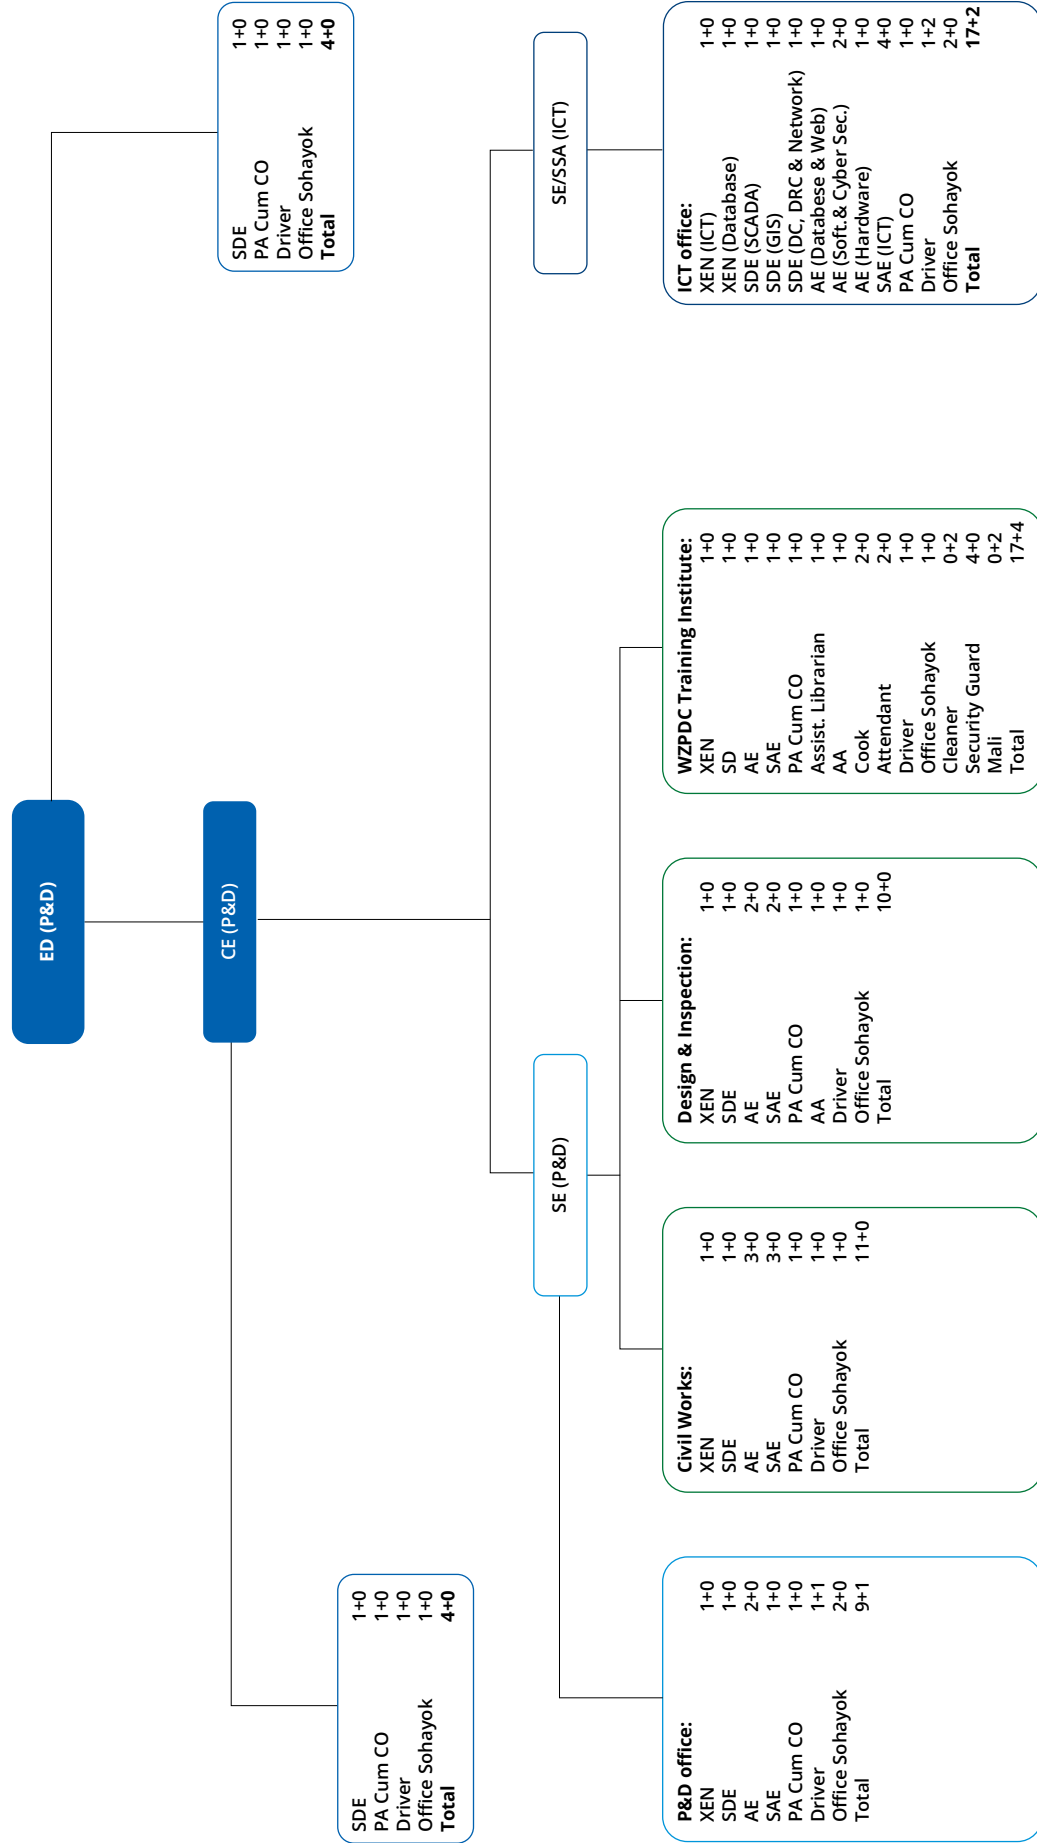 ED (P&D)
SDE 1+0
PA Cum CO 1+0
Driver 1+0
Office Sohayok 1+0
Total 4+0
CE (P&D)
SDE 1+0
PA Cum CO 1+0
Driver 1+0
Office Sohayok 1+0
Total 4+0
SE (P&D)
SE/SSA (ICT)
P&D office:
XEN 1+0
SDE 1+0
AE 2+0
SAE 1+0
PA Cum CO 1+0
Driver 1+1
Office Sohayok 2+0
Total 9+1
Civil Works:
XEN 1+0
SDE 1+0
AE 3+0
SAE 3+0
PA Cum CO 1+0
Driver 1+0
Office Sohayok 1+0
Total 11+0
Design & Inspection:
XEN 1+0
SDE 1+0
AE 2+0
SAE 2+0
PA Cum CO 1+0
AA 1+0
Driver 1+0
Office Sohayok 1+0
Total 10+0
WZPDC Training Institute:
XEN 1+0
SD 1+0
AE 1+0
SAE 1+0
PA Cum CO 1+0
Assist. Librarian 1+0
AA 1+0
Cook 2+0
Attendant 2+0
Driver 1+0
Office Sohayok 1+0
Cleaner 0+2
Security Guard 4+0
Mali 0+2
Total 17+4
ICT office:
XEN (ICT) 1+0
XEN (Database) 1+0
SDE (SCADA) 1+0
SDE (GIS) 1+0
SDE (DC, DRC & Network) 1+0
AE (Databese & Web) 1+0
AE (Soft.& Cyber Sec.) 2+0
AE (Hardware) 1+0
SAE (ICT) 4+0
PA Cum CO 1+0
Driver 1+2
Office Sohayok 2+0
Total 17+2